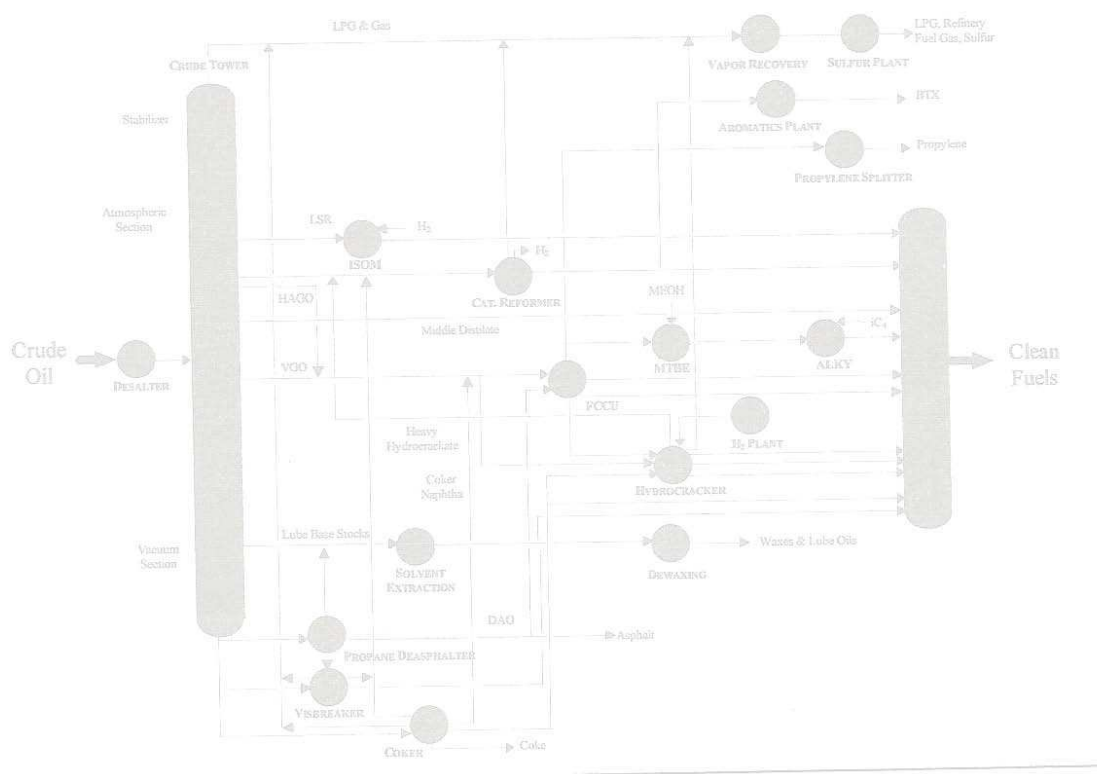 LPG & Gas
LPG, Refinery
Fuel Gas, Sulfur
CRUDE TOWER
VAPOR RECOVERY
SULFUR PLANT
BTX
Stabilizer
AROMATICS PLANT
Propylene
PROPYLENE SPLITTER
Atmospheric
Section
LSR
H₂
ISOM
H₂
HAGO
CAT. REFORMER
MEOH
Middle Distilate
iC₄
Crude
Oil
DESALTER
VGO
MTBE
ALKY
Clean
Fuels
FCCU
Heavy
Hydrocrackate
H₂ PLANT
Coker
Naphtha
HYDROCRACKER
Lube Base Stocks
Vacuum
Section
SOLVENT
EXTRACTION
DEWAXING
Waxes & Lube Oils
DAO
Asphalt
PROPANE DEASPHALTER
VISBREAKER
COKER
Coke